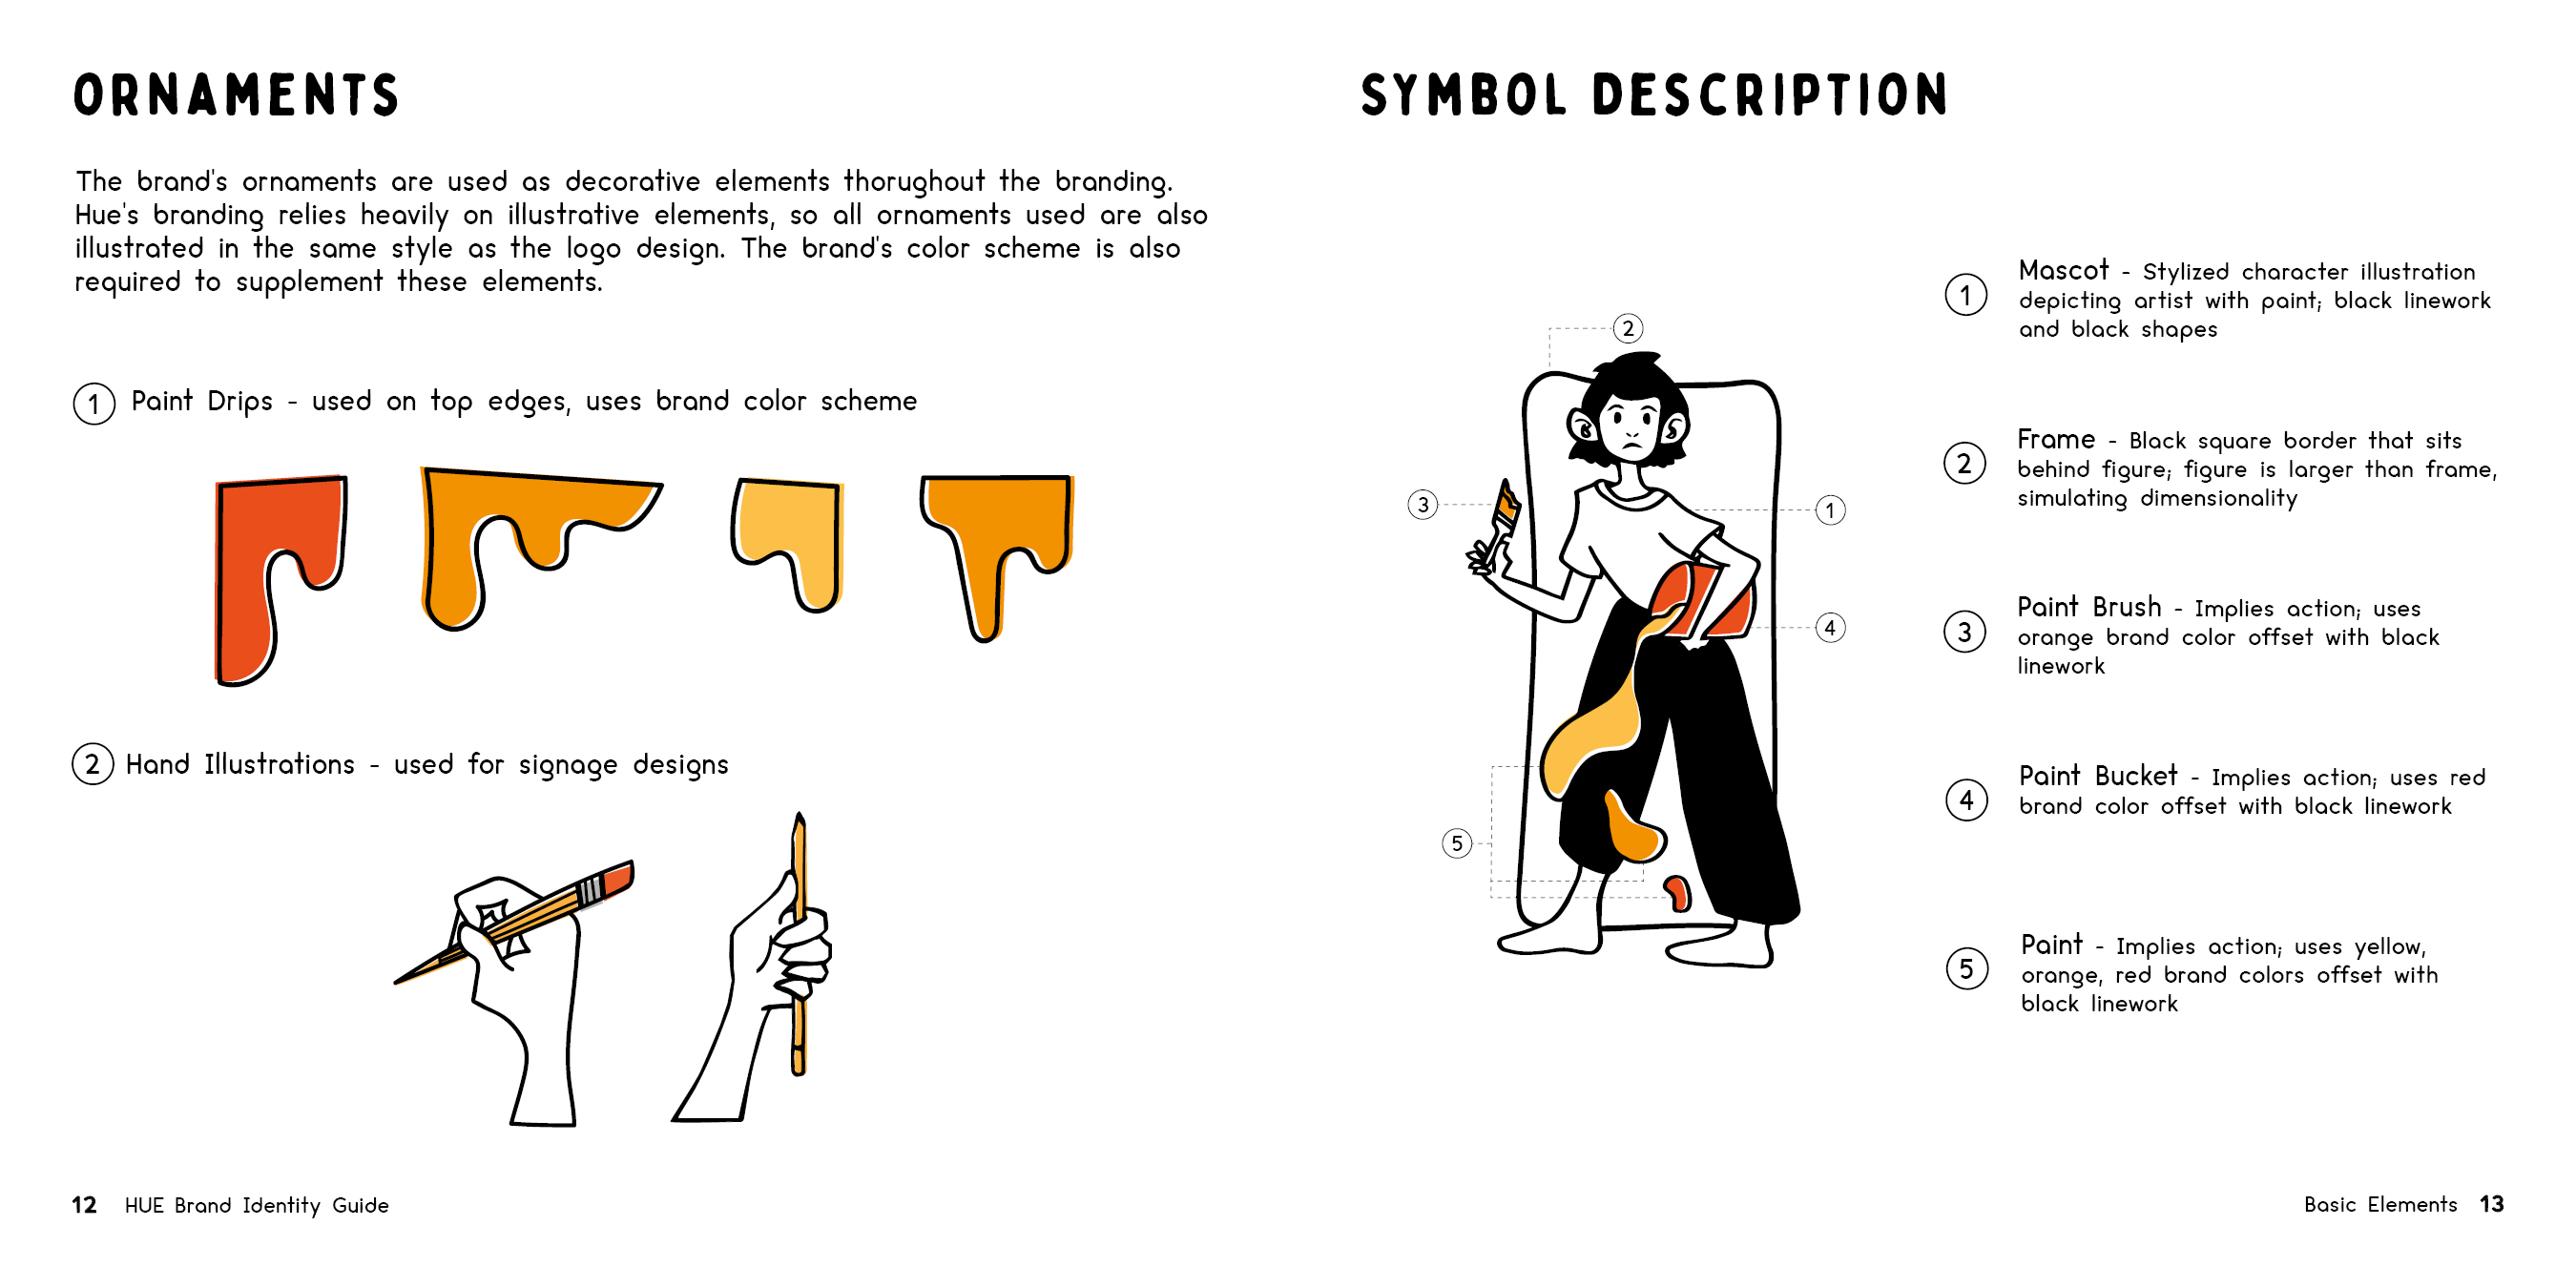 ORNAMENTS
The brand's ornaments are used as decorative elements thorughout the branding.
Hue's branding relies heavily on illustrative elements, so all ornaments used are also
illustrated in the same style as the logo design. The brand's color scheme is also
required to supplement these elements.
1 Paint Drips - used on top edges, uses brand color scheme
2 Hand Illustrations - used for signage designs
12 HUE Brand Identity Guide
SYMBOL DESCRIPTION
2
3
1
4
5
1 Mascot - Stylized character illustration
depicting artist with paint; black linework
and black shapes
2 Frame - Black square border that sits
behind figure; figure is larger than frame,
simulating dimensionality
3 Paint Brush - Implies action; uses
orange brand color offset with black
linework
4 Paint Bucket - Implies action; uses red
brand color offset with black linework
5 Paint - Implies action; uses yellow,
orange, red brand colors offset with
black linework
Basic Elements 13